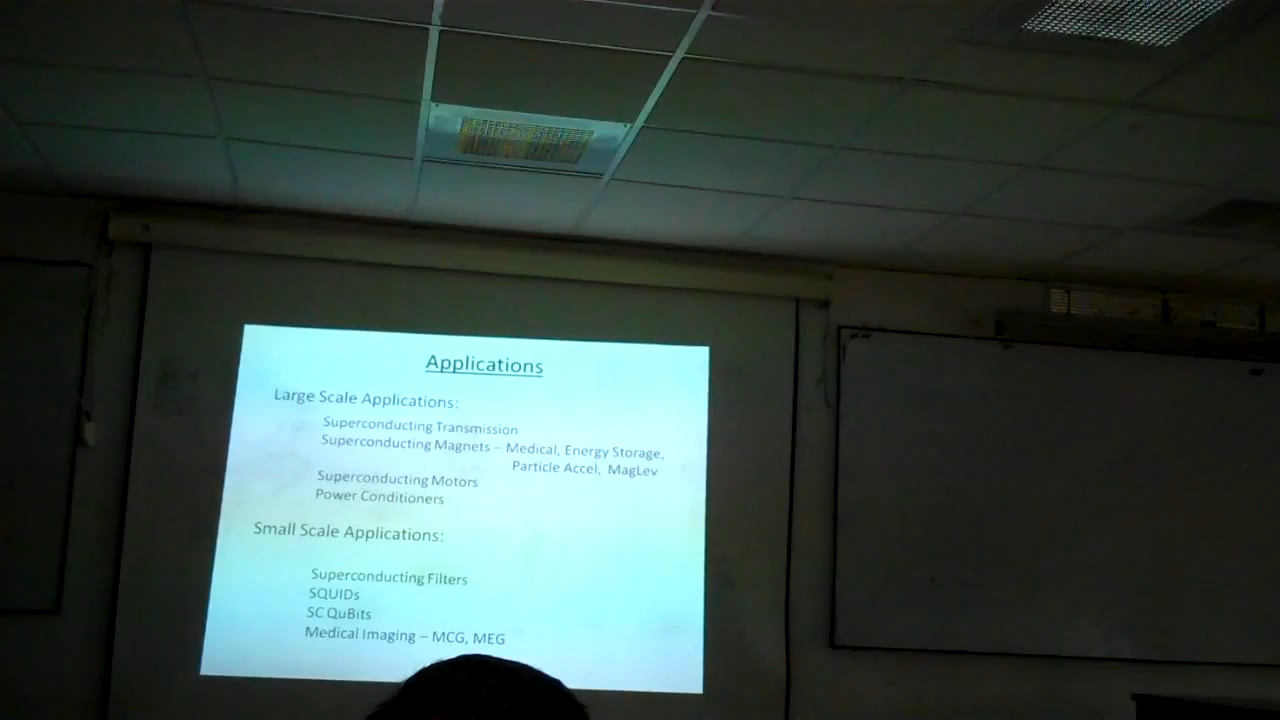 Applications
Large Scale Applications:
Superconducting Transmission
Superconducting Magnets – Medical, Energy Storage,
Particle Accel, MagLev
Superconducting Motors
Power Conditioners
Small Scale Applications:
Superconducting Filters
SQUIDs
SC QuBits
Medical Imaging – MCG, MEG